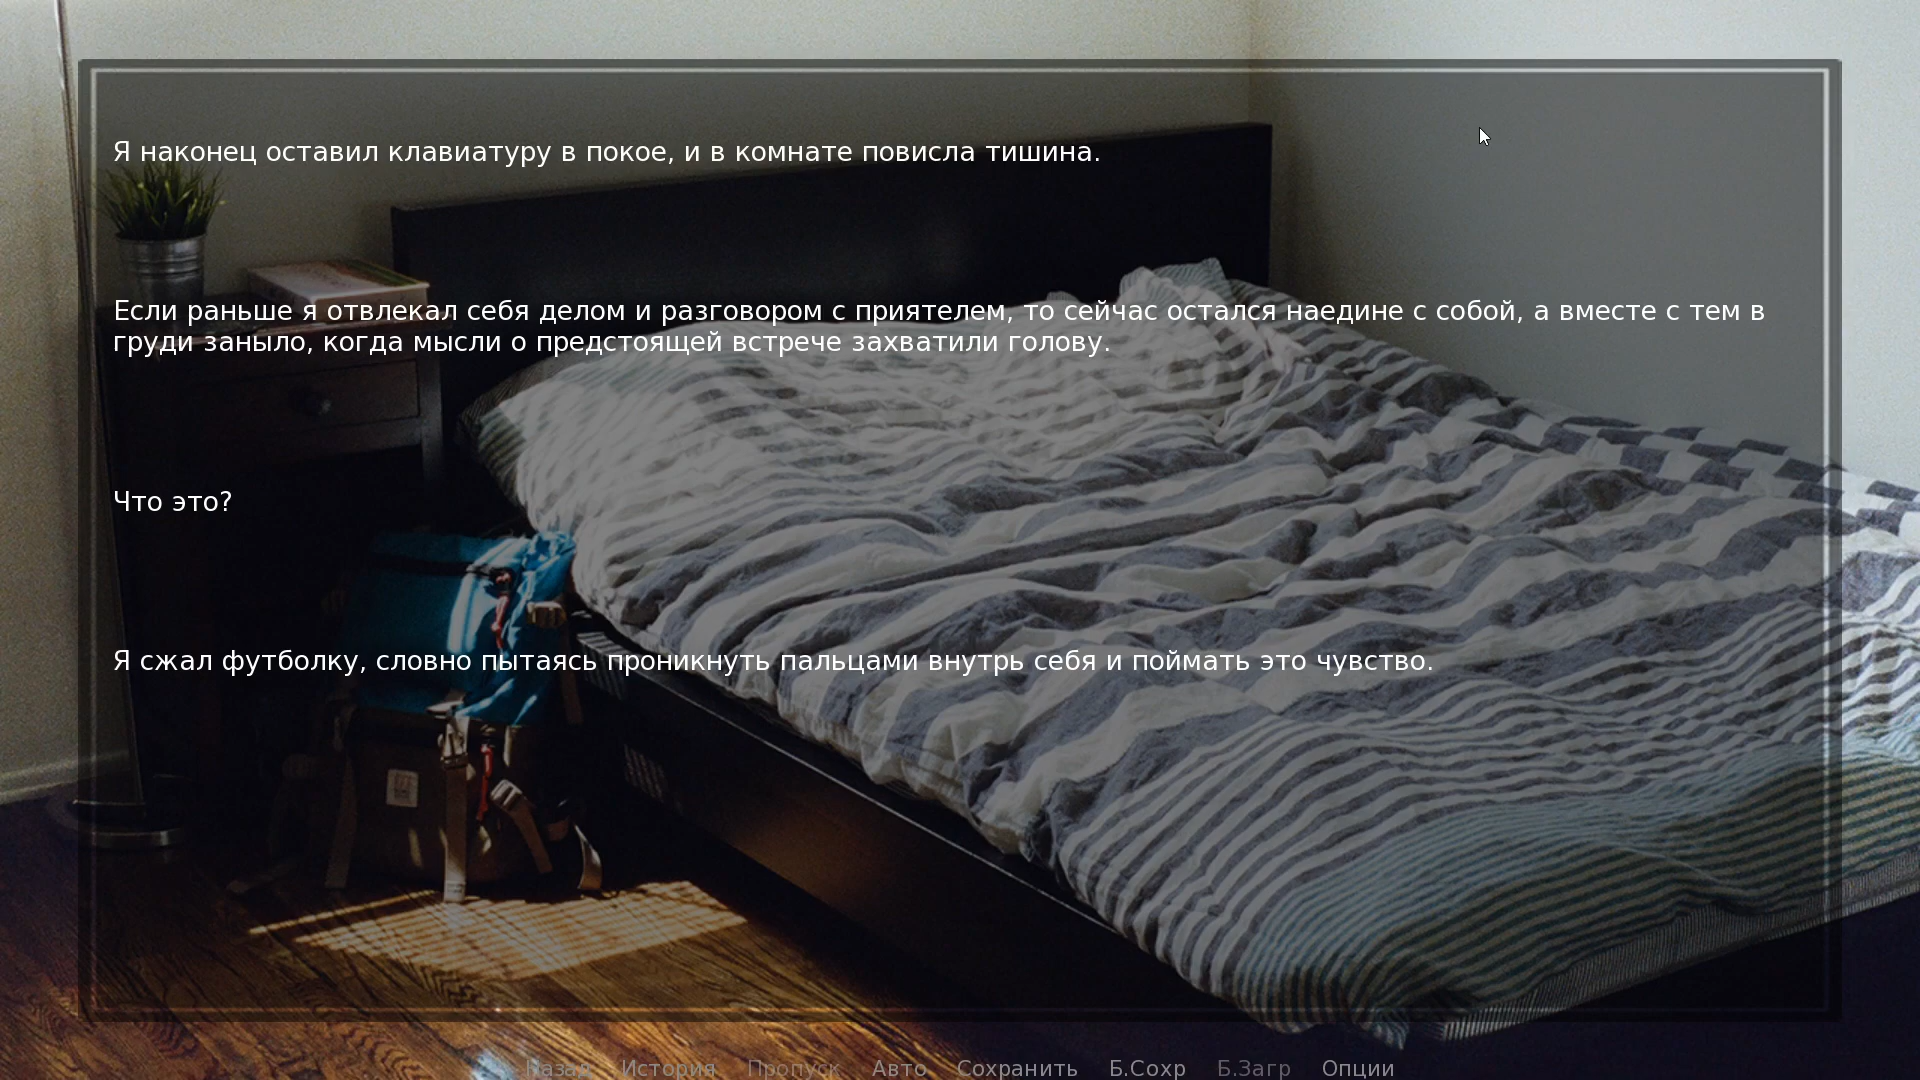 Я наконец оставил клавиатуру в покое, и в комнате повисла тишина.
Если раньше я отвлекал себя делом и разговором с приятелем, то сейчас остался наедине с собой, а вместе с тем в
груди заныло, когда мысли о предстоящей встрече захватили голову.
Что это?
Я сжал футболку, словно пытаясь проникнуть пальцами внутрь себя и поймать это чувство.
Назад История Пропуск Авто Сохранить Б.Сохр Б.Загр Опции